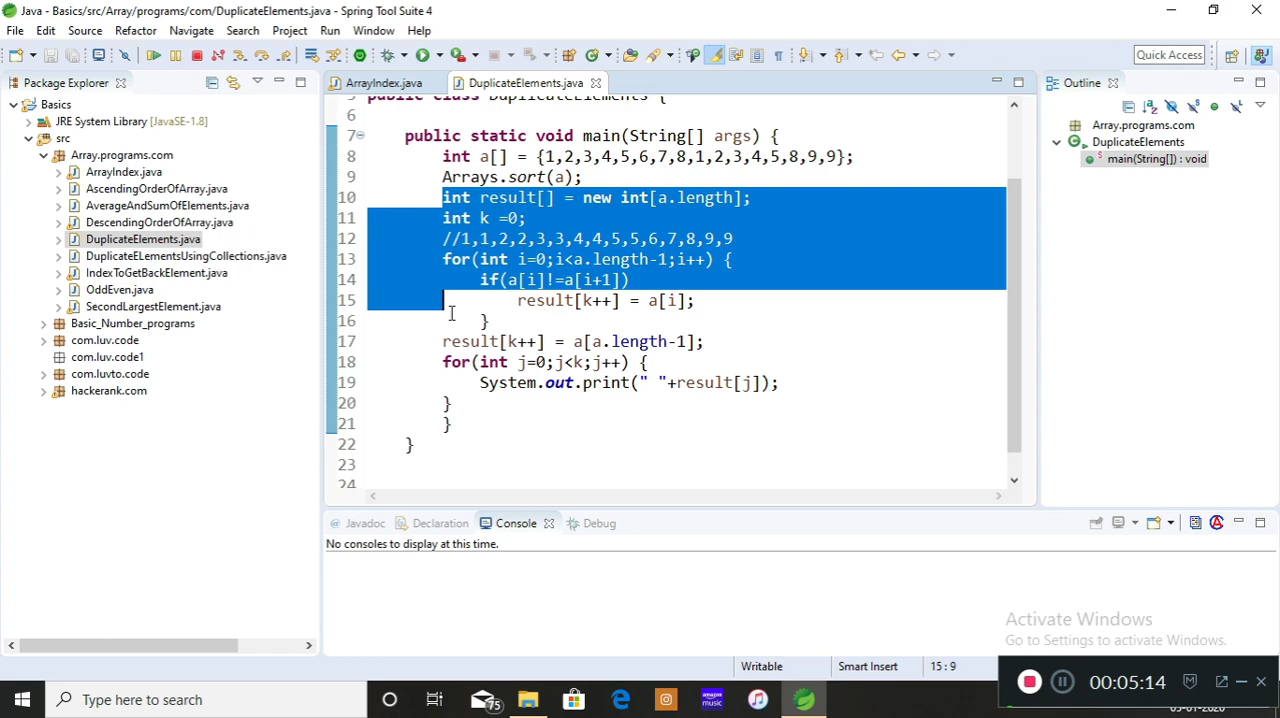 Java - Basics/src/Array/programs/com/DuplicateElements.java - Spring Tool Suite 4
File Edit Source Refactor Navigate Search Project Run Window Help
Quick Access
Package Explorer
ArrayIndex.java
DuplicateElements.java
Outline
Basics
JRE System Library [JavaSE-1.8]
src
Array.programs.com
ArrayIndex.java
AscendingOrderOfArray.java
AverageAndSumOfElements.java
DescendingOrderOfArray.java
DuplicateElements.java
DuplicateELementsUsingCollections.java
IndexToGetBackElement.java
OddEven.java
SecondLargestElement.java
Basic_Number_programs
com.luv.code
com.luv.code1
com.luvto.code
hackerank.com
5 public class DuplicateElements {
6
7 public static void main(String[] args) {
8 int a[] = {1,2,3,4,5,6,7,8,1,2,3,4,5,8,9,9};
9 Arrays.sort(a);
10 int result[] = new int[a.length];
11 int k =0;
12 //1,1,2,2,3,3,4,4,5,5,6,7,8,9,9
13 for(int i=0;i<a.length-1;i++) {
14 if(a[i]!=a[i+1])
15 result[k++] = a[i];
16 }
17 result[k++] = a[a.length-1];
18 for(int j=0;j<k;j++) {
19 System.out.print(" "+result[j]);
20 }
21 }
22 }
23
24
Array.programs.com
DuplicateElements
main(String[]) : void
Javadoc Declaration Console Debug
No consoles to display at this time.
Activate Windows
Go to Settings to activate Windows.
Writable
Smart Insert
15 : 9
00:05:14
Type here to search
75
amazon music
05-01-2020